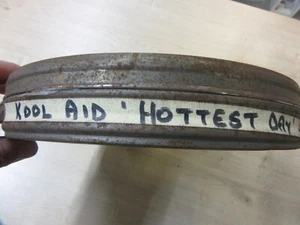 KOOL AID ' HOTTEST DAY